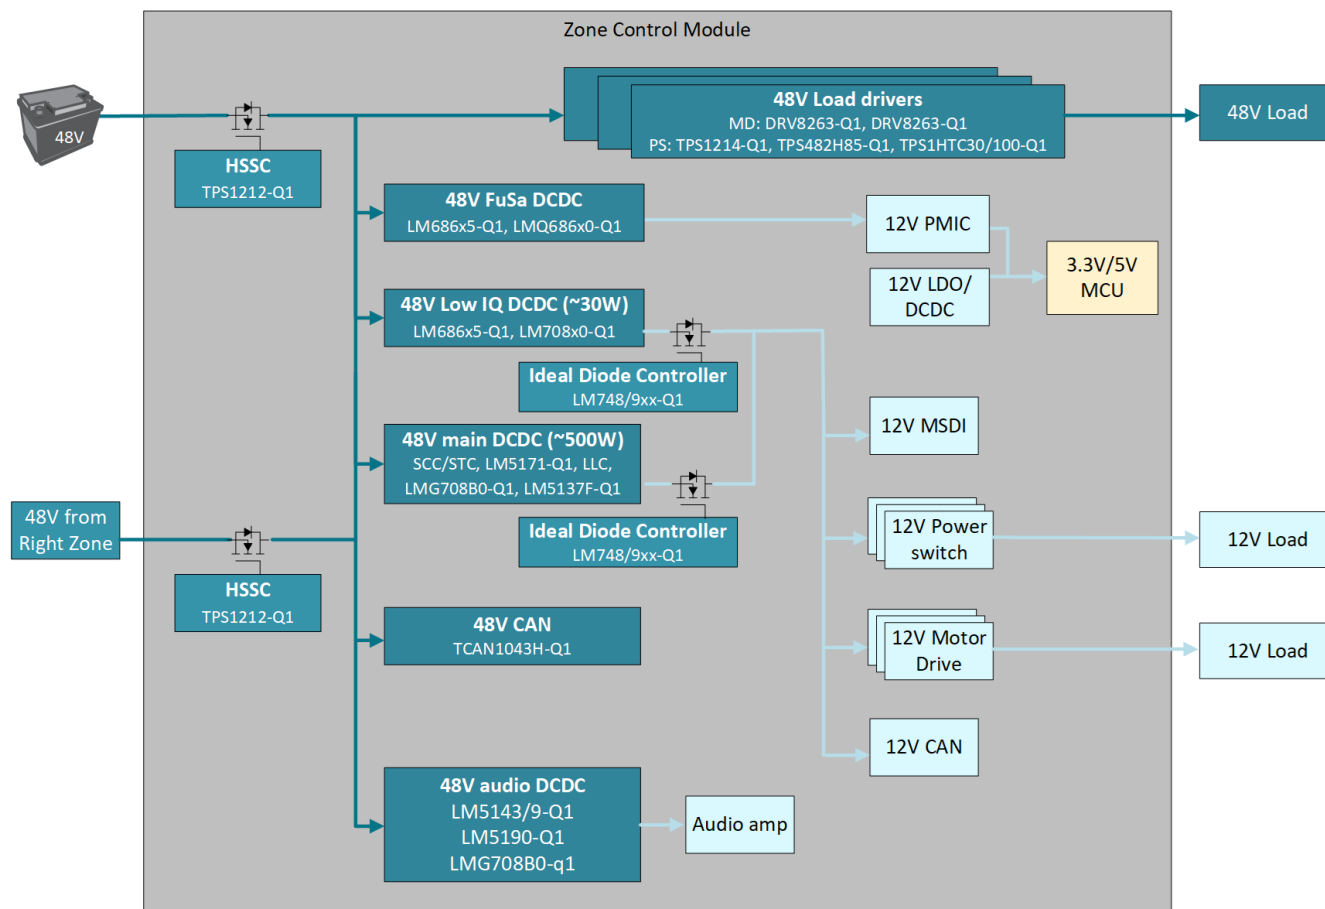 Zone Control Module
48V
HSSC
TPS1212-Q1
48V Load drivers
MD: DRV8263-Q1, DRV8263-Q1
PS: TPS1214-Q1, TPS482H85-Q1, TPS1HTC30/100-Q1
48V Load
48V FuSa DCDC
LM686x5-Q1, LMQ686x0-Q1
12V PMIC
12V LDO/
DCDC
3.3V/5V
MCU
48V Low IQ DCDC (~30W)
LM686x5-Q1, LM708x0-Q1
Ideal Diode Controller
LM748/9xx-Q1
48V main DCDC (~500W)
SCC/STC, LM5171-Q1, LLC,
LMG708B0-Q1, LM5137F-Q1
Ideal Diode Controller
LM748/9xx-Q1
12V MSDI
48V from
Right Zone
HSSC
TPS1212-Q1
12V Power
switch
12V Load
48V CAN
TCAN1043H-Q1
12V Motor
Drive
12V Load
12V CAN
48V audio DCDC
LM5143/9-Q1
LM5190-Q1
LMG708B0-q1
Audio amp